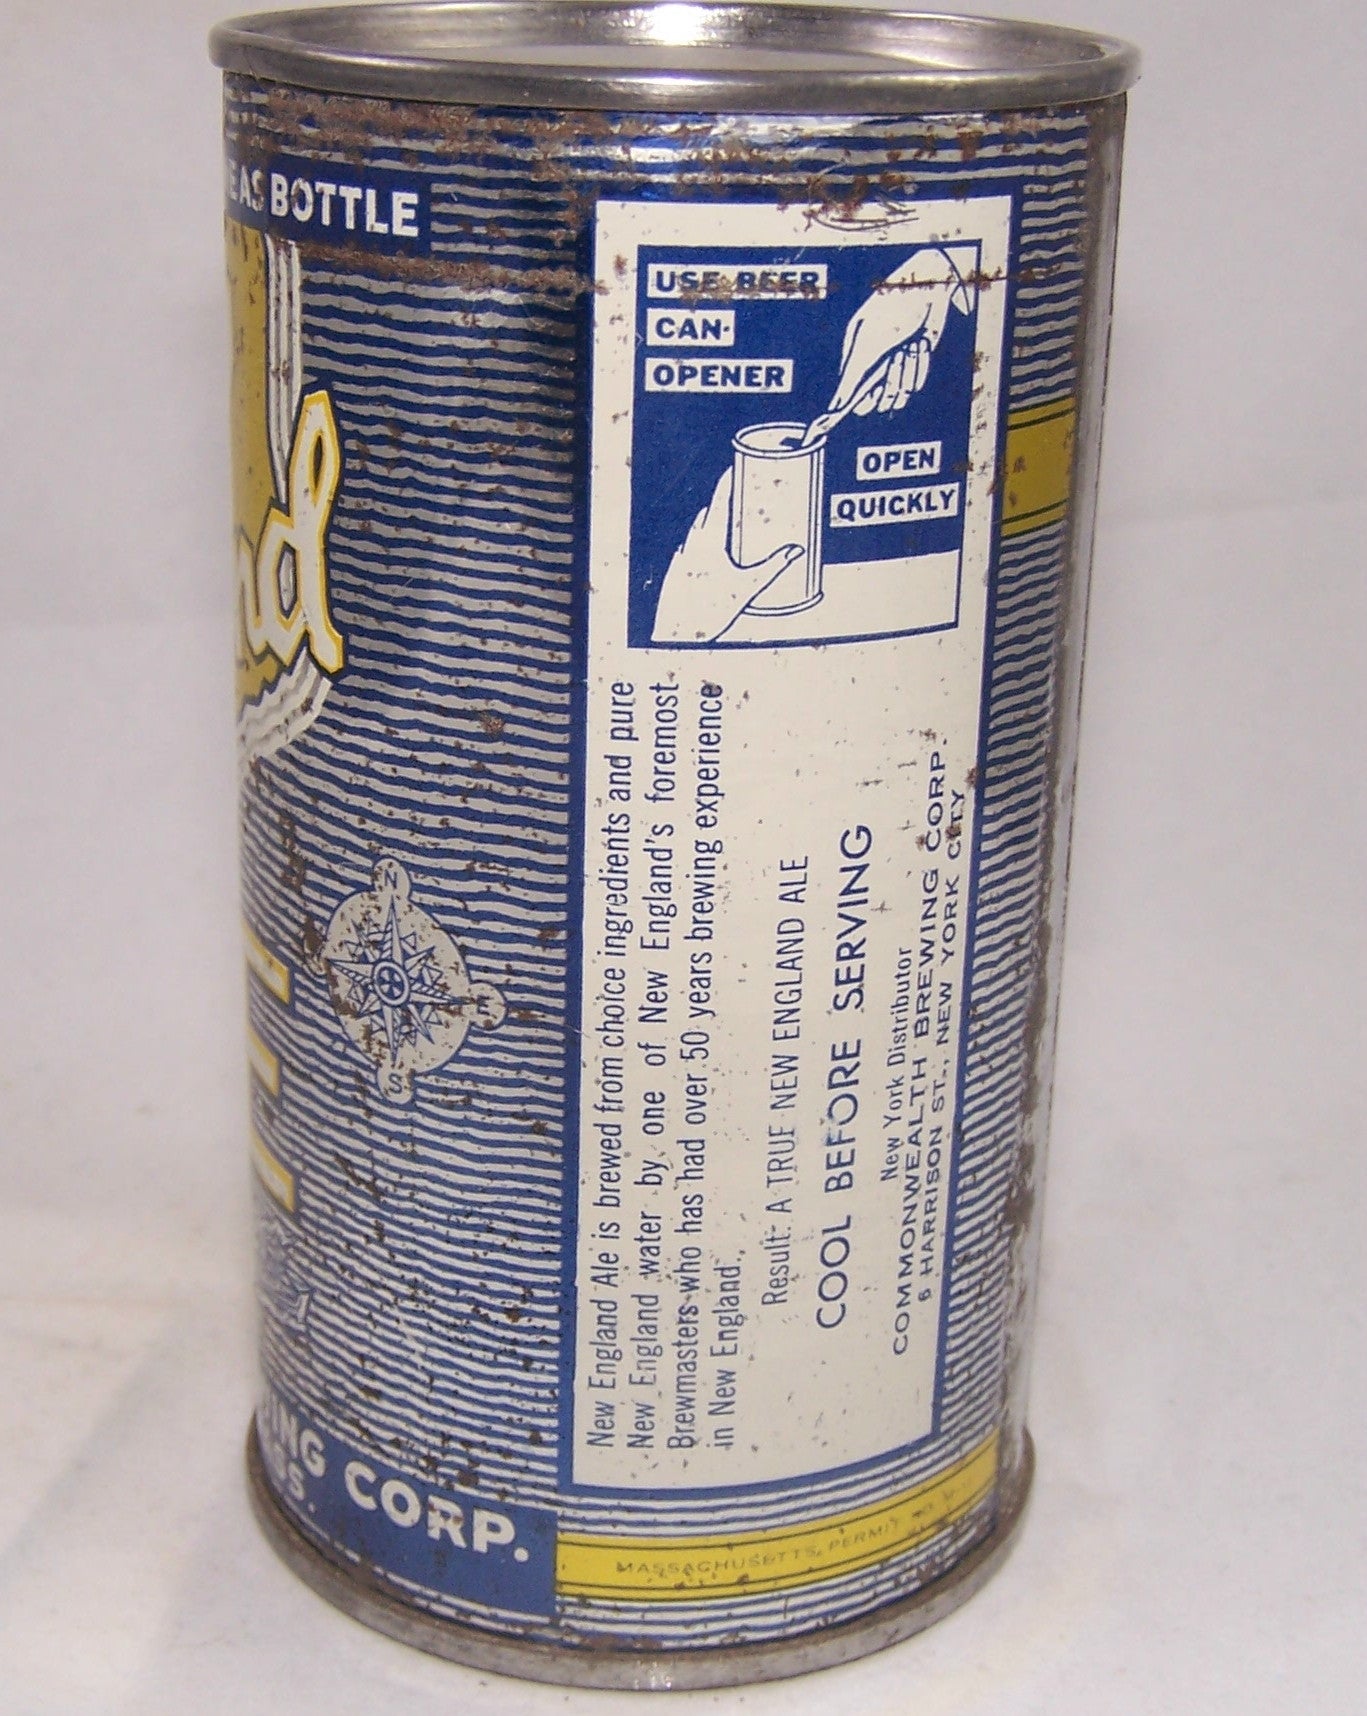 AS BOTTLE
nd
N
E
S
ING CORP.
S.
USE BEER
CAN-
OPENER
OPEN
QUICKLY
New England Ale is brewed from choice ingredients and pure
New England water by one of New England's foremost
Brewmasters who has had over 50 years brewing experience
in New England.
Result: A TRUE NEW ENGLAND ALE
COOL BEFORE SERVING
New York Distributor
COMMONWEALTH BREWING CORP.
6 HARRISON ST., NEW YORK CITY
MASSACHUSETTS, PERMIT NO.